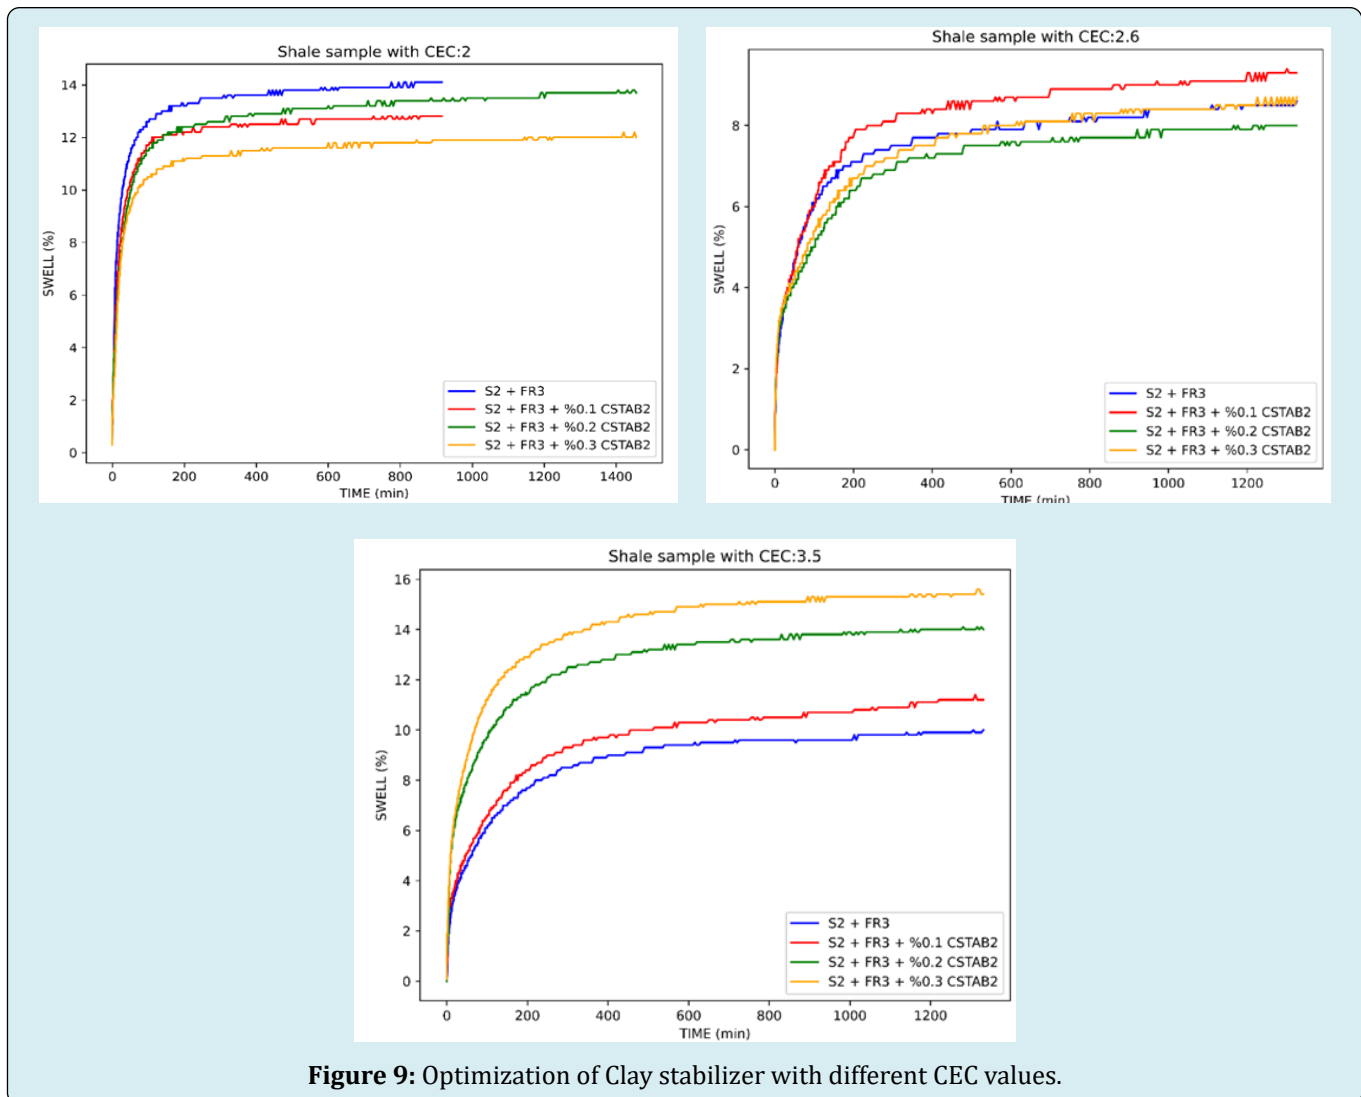 Shale sample with CEC:2
14
12
10
8
6
4
2
0
SWELL (%)
0 200 400 600 800 1000 1200 1400
TIME (min)
S2 + FR3
S2 + FR3 + %0.1 CSTAB2
S2 + FR3 + %0.2 CSTAB2
S2 + FR3 + %0.3 CSTAB2
Shale sample with CEC:2.6
8
6
4
2
0
SWELL (%)
0 200 400 600 800 1000 1200
TIME (min)
S2 + FR3
S2 + FR3 + %0.1 CSTAB2
S2 + FR3 + %0.2 CSTAB2
S2 + FR3 + %0.3 CSTAB2
Shale sample with CEC:3.5
16
14
12
10
8
6
4
2
0
SWELL (%)
0 200 400 600 800 1000 1200
TIME (min)
S2 + FR3
S2 + FR3 + %0.1 CSTAB2
S2 + FR3 + %0.2 CSTAB2
S2 + FR3 + %0.3 CSTAB2
Figure 9: Optimization of Clay stabilizer with different CEC values.